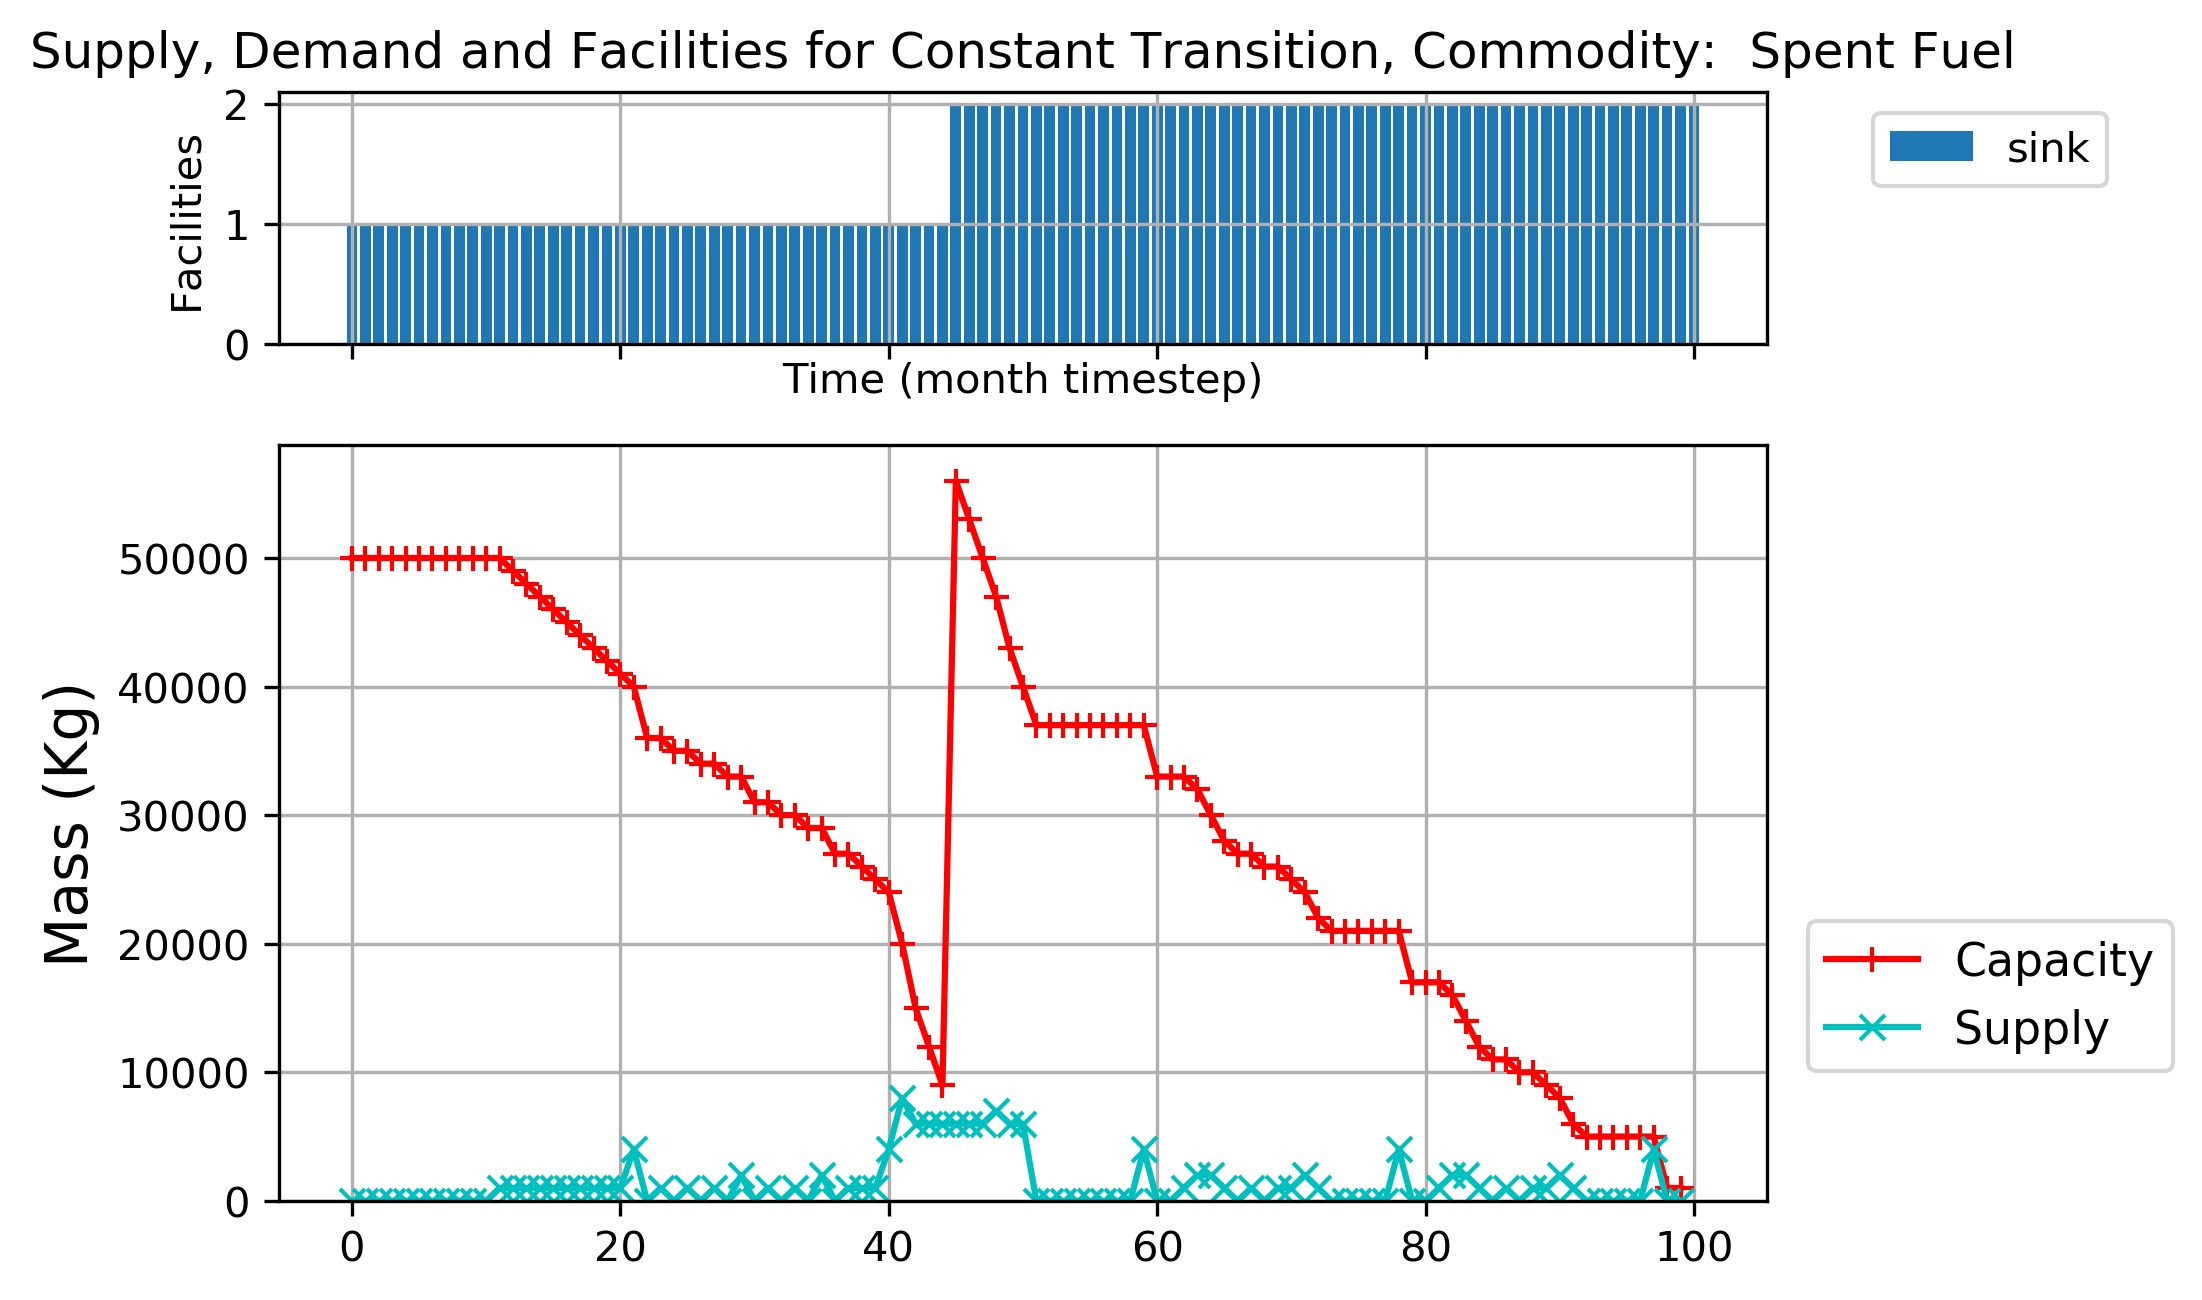 Supply, Demand and Facilities for Constant Transition, Commodity:  Spent Fuel
2
1
0
Facilities
sink
Time (month timestep)
50000
40000
30000
20000
10000
0
Mass (Kg)
Capacity
Supply
0 20 40 60 80 100